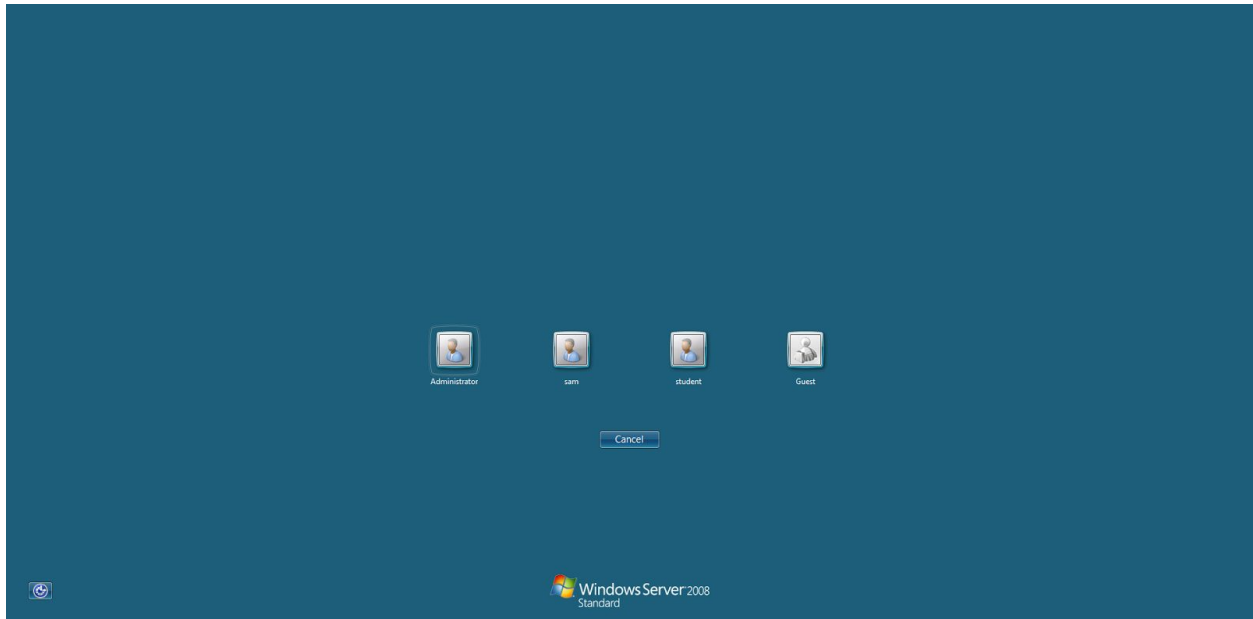 Administrator
sam
student
Guest
Cancel
Windows Server 2008
Standard